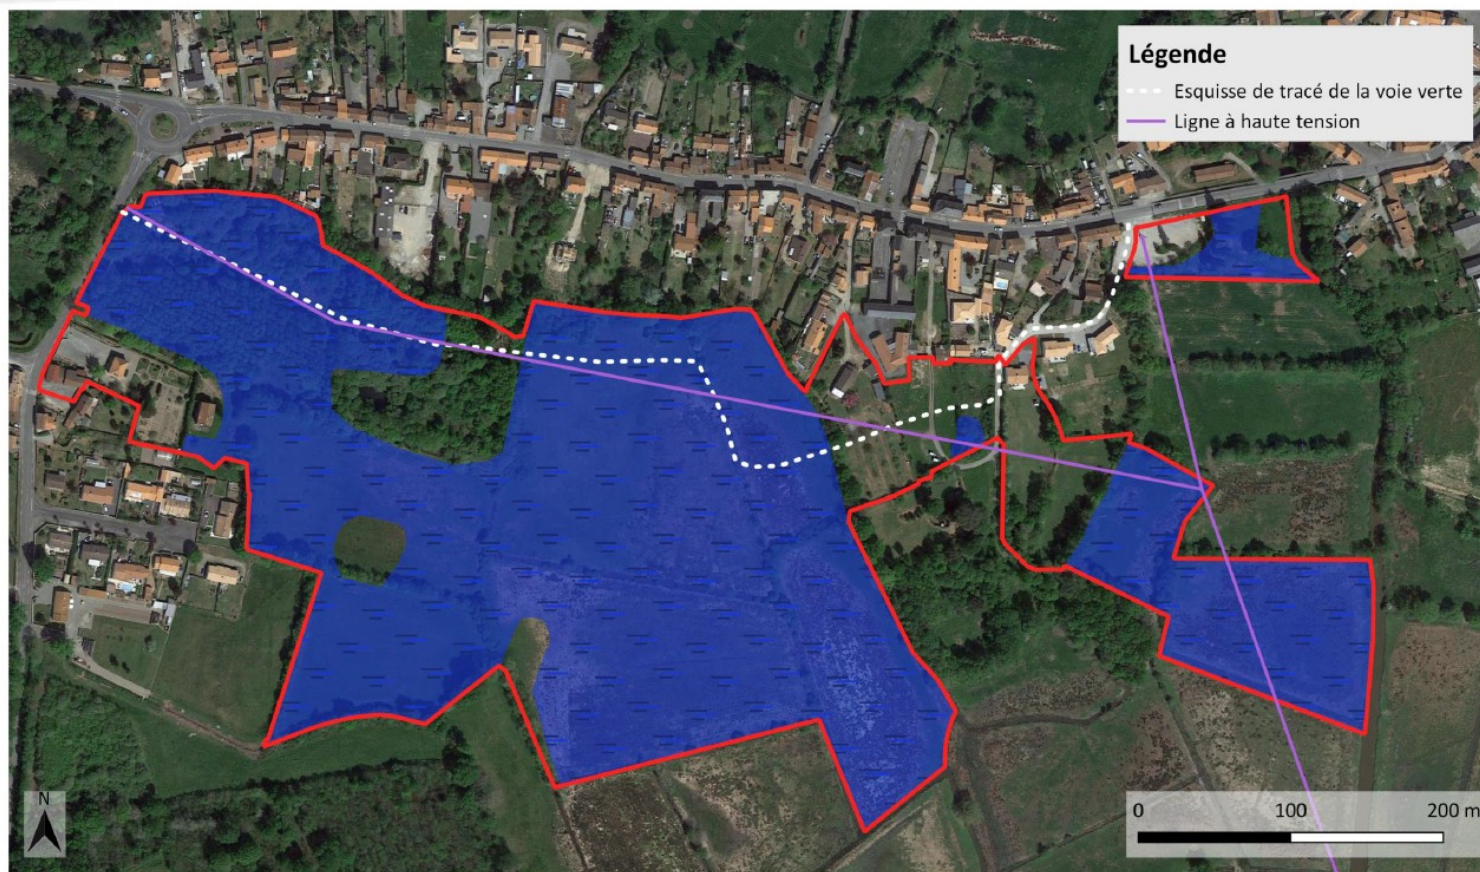 Légende
Esquisse de tracé de la voie verte
Ligne à haute tension
N
0 100 200 m